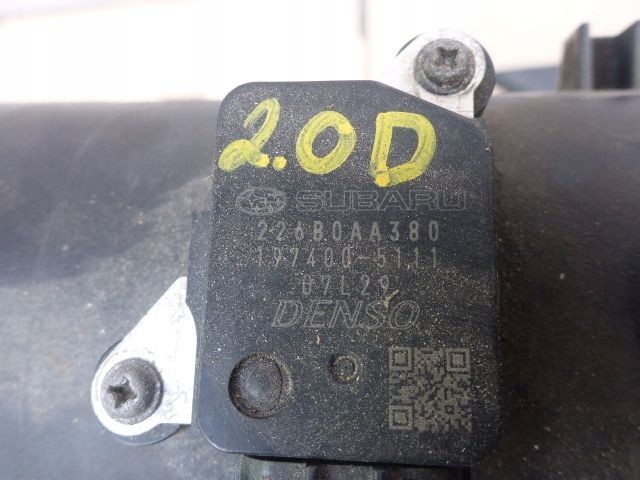 2.0D
SUBARU
22680AA380
197400-5111
07L29
DENSO